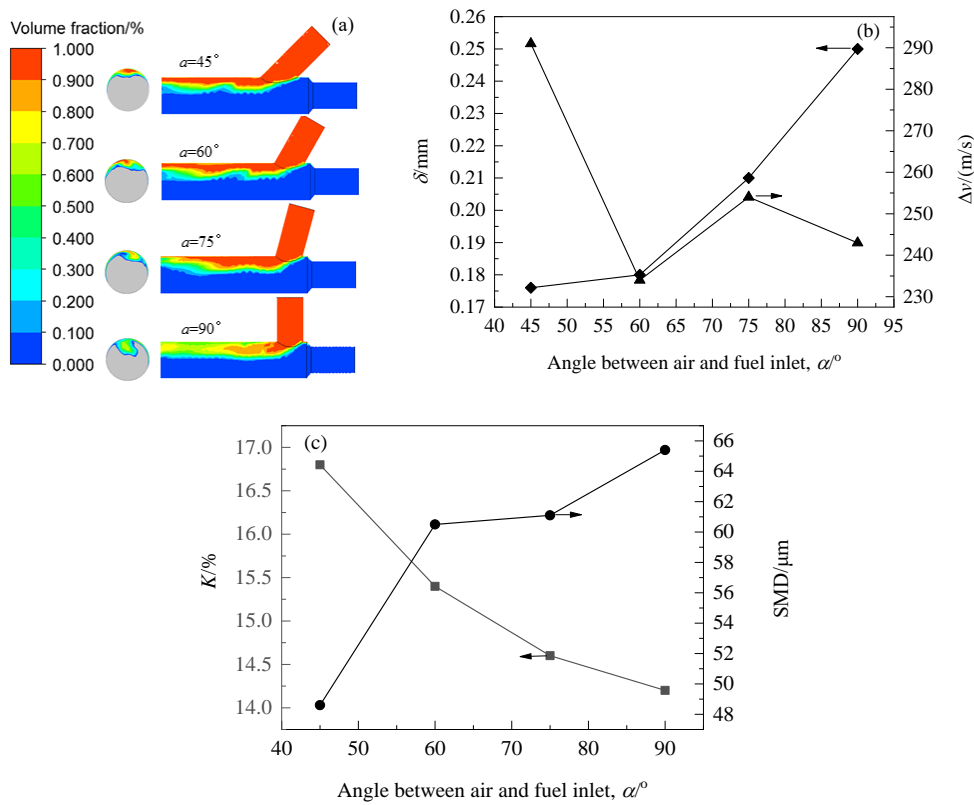 Volume fraction/%
1.000
0.900
0.800
0.700
0.600
0.500
0.400
0.300
0.200
0.100
0.000
(a)
a=45°
a=60°
a=75°
a=90°
(b)
δ/mm
0.26
0.25
0.24
0.23
0.22
0.21
0.20
0.19
0.18
0.17
Δv/(m/s)
290
280
270
260
250
240
230
40 45 50 55 60 65 70 75 80 85 90 95
Angle between air and fuel inlet, α/°
(c)
K/%
17.0
16.5
16.0
15.5
15.0
14.5
14.0
SMD/μm
66
64
62
60
58
56
54
52
50
48
40 50 60 70 80 90
Angle between air and fuel inlet, α/°